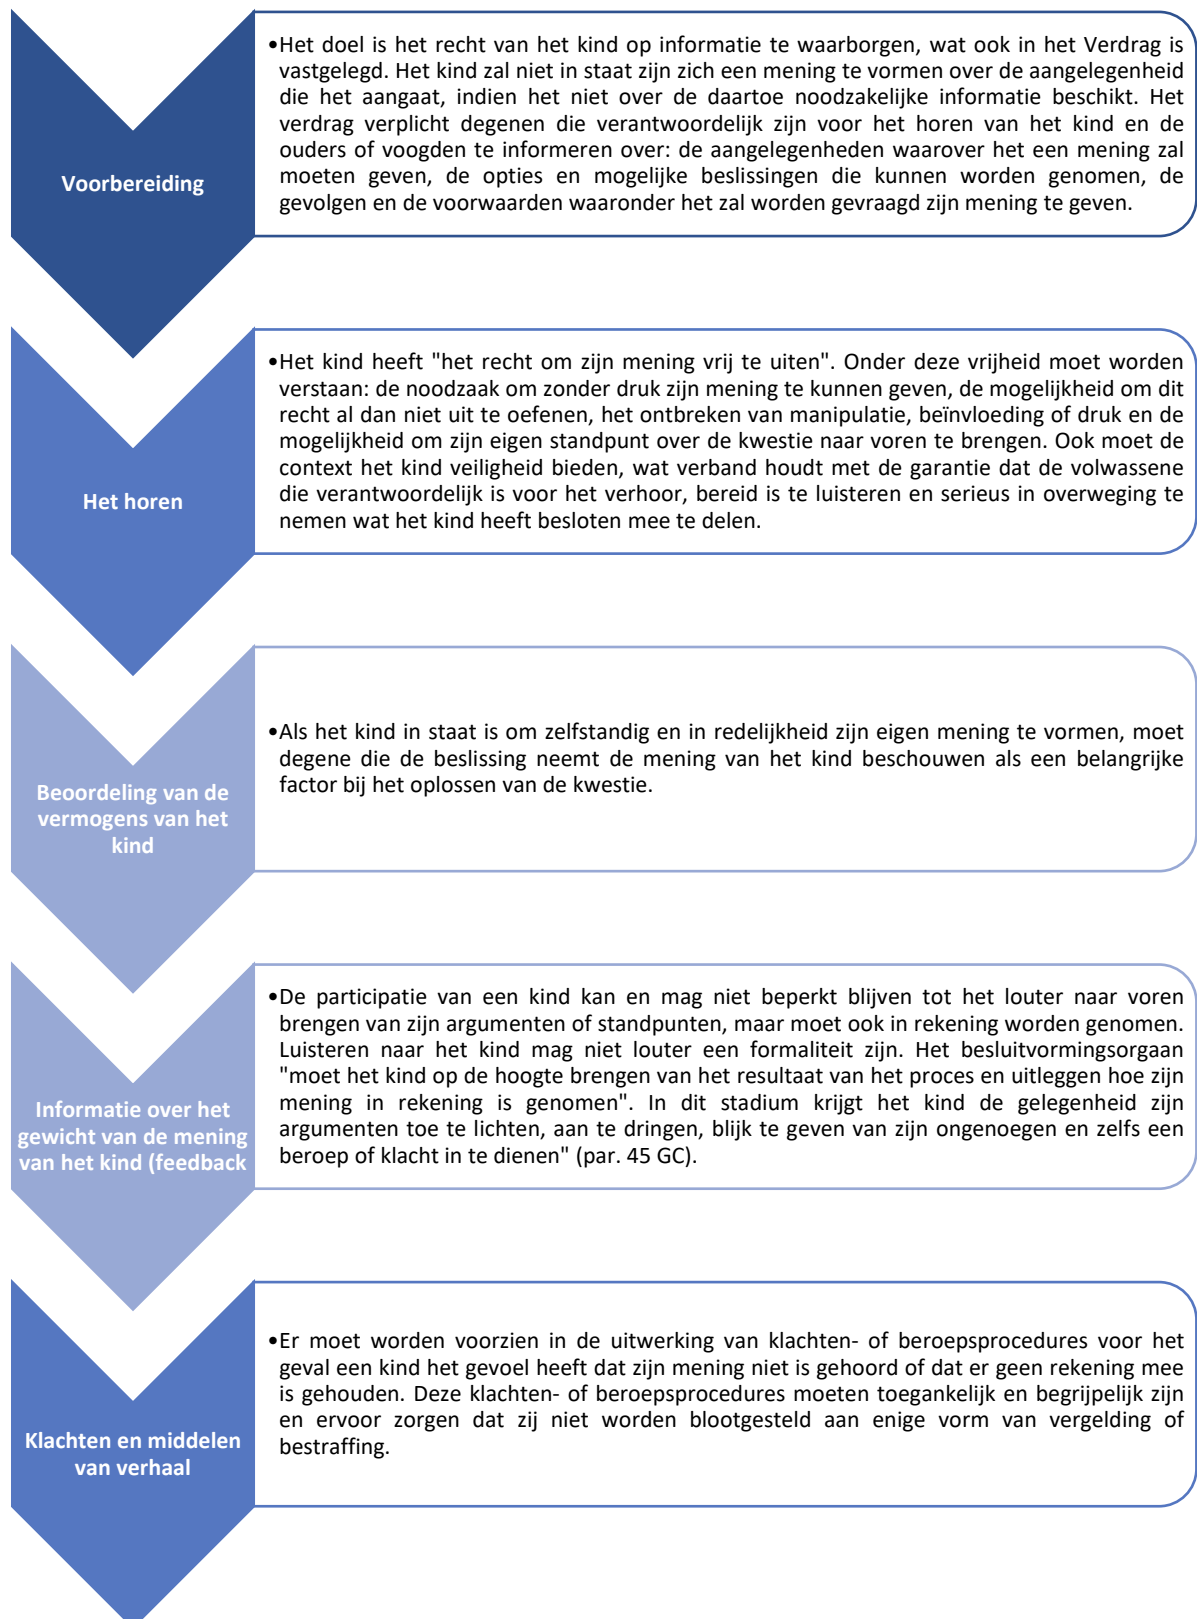 Voorbereiding
•Het doel is het recht van het kind op informatie te waarborgen, wat ook in het Verdrag is
vastgelegd. Het kind zal niet in staat zijn zich een mening te vormen over de aangelegenheid
die het aangaat, indien het niet over de daartoe noodzakelijke informatie beschikt. Het
verdrag verplicht degenen die verantwoordelijk zijn voor het horen van het kind en de
ouders of voogden te informeren over: de aangelegenheden waarover het een mening zal
moeten geven, de opties en mogelijke beslissingen die kunnen worden genomen, de
gevolgen en de voorwaarden waaronder het zal worden gevraagd zijn mening te geven.
Het horen
•Het kind heeft "het recht om zijn mening vrij te uiten". Onder deze vrijheid moet worden
verstaan: de noodzaak om zonder druk zijn mening te kunnen geven, de mogelijkheid om dit
recht al dan niet uit te oefenen, het ontbreken van manipulatie, beïnvloeding of druk en de
mogelijkheid om zijn eigen standpunt over de kwestie naar voren te brengen. Ook moet de
context het kind veiligheid bieden, wat verband houdt met de garantie dat de volwassene
die verantwoordelijk is voor het verhoor, bereid is te luisteren en serieus in overweging te
nemen wat het kind heeft besloten mee te delen.
Beoordeling van de
vermogens van het
kind
•Als het kind in staat is om zelfstandig en in redelijkheid zijn eigen mening te vormen, moet
degene die de beslissing neemt de mening van het kind beschouwen als een belangrijke
factor bij het oplossen van de kwestie.
Informatie over het
gewicht van de mening
van het kind (feedback
•De participatie van een kind kan en mag niet beperkt blijven tot het louter naar voren
brengen van zijn argumenten of standpunten, maar moet ook in rekening worden genomen.
Luisteren naar het kind mag niet louter een formaliteit zijn. Het besluitvormingsorgaan
"moet het kind op de hoogte brengen van het resultaat van het proces en uitleggen hoe zijn
mening in rekening is genomen". In dit stadium krijgt het kind de gelegenheid zijn
argumenten toe te lichten, aan te dringen, blijk te geven van zijn ongenoegen en zelfs een
beroep of klacht in te dienen" (par. 45 GC).
Klachten en middelen
van verhaal
•Er moet worden voorzien in de uitwerking van klachten- of beroepsprocedures voor het
geval een kind het gevoel heeft dat zijn mening niet is gehoord of dat er geen rekening mee
is gehouden. Deze klachten- of beroepsprocedures moeten toegankelijk en begrijpelijk zijn
en ervoor zorgen dat zij niet worden blootgesteld aan enige vorm van vergelding of
bestraffing.